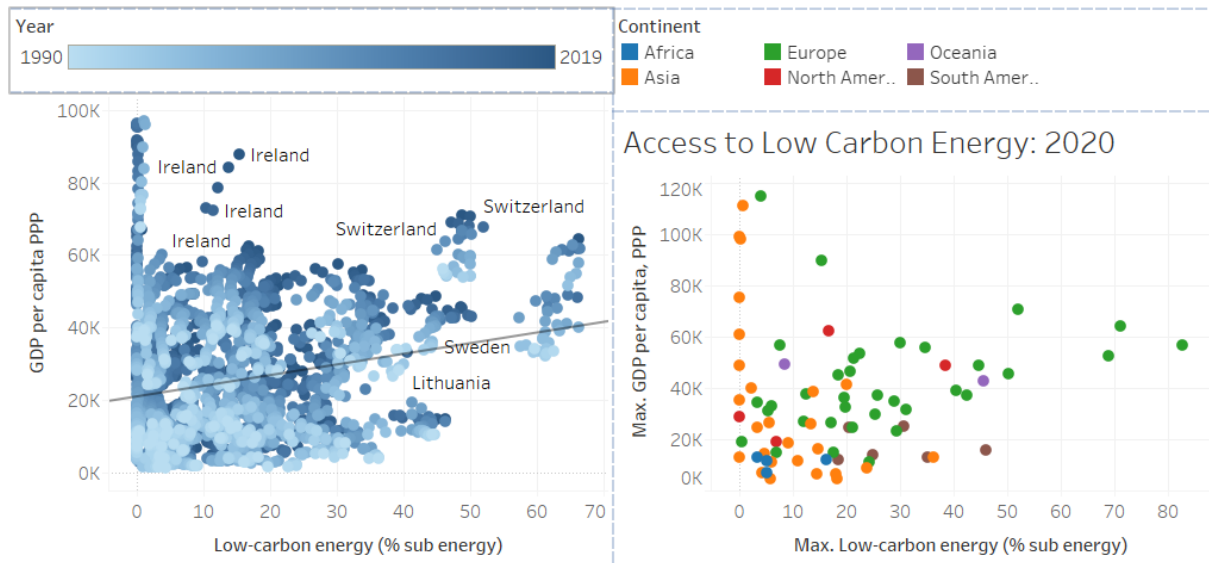 Year
1990 2019
Continent
Africa Europe Oceania
Asia North Amer.. South Amer..
100K
80K
60K
40K
20K
0K
GDP per capita PPP
Ireland
Ireland
Ireland
Ireland
Switzerland
Switzerland
Sweden
Lithuania
0 10 20 30 40 50 60 70
Low-carbon energy (% sub energy)
Access to Low Carbon Energy: 2020
120K
100K
80K
60K
40K
20K
0K
Max. GDP per capita, PPP
0 10 20 30 40 50 60 70 80
Max. Low-carbon energy (% sub energy)